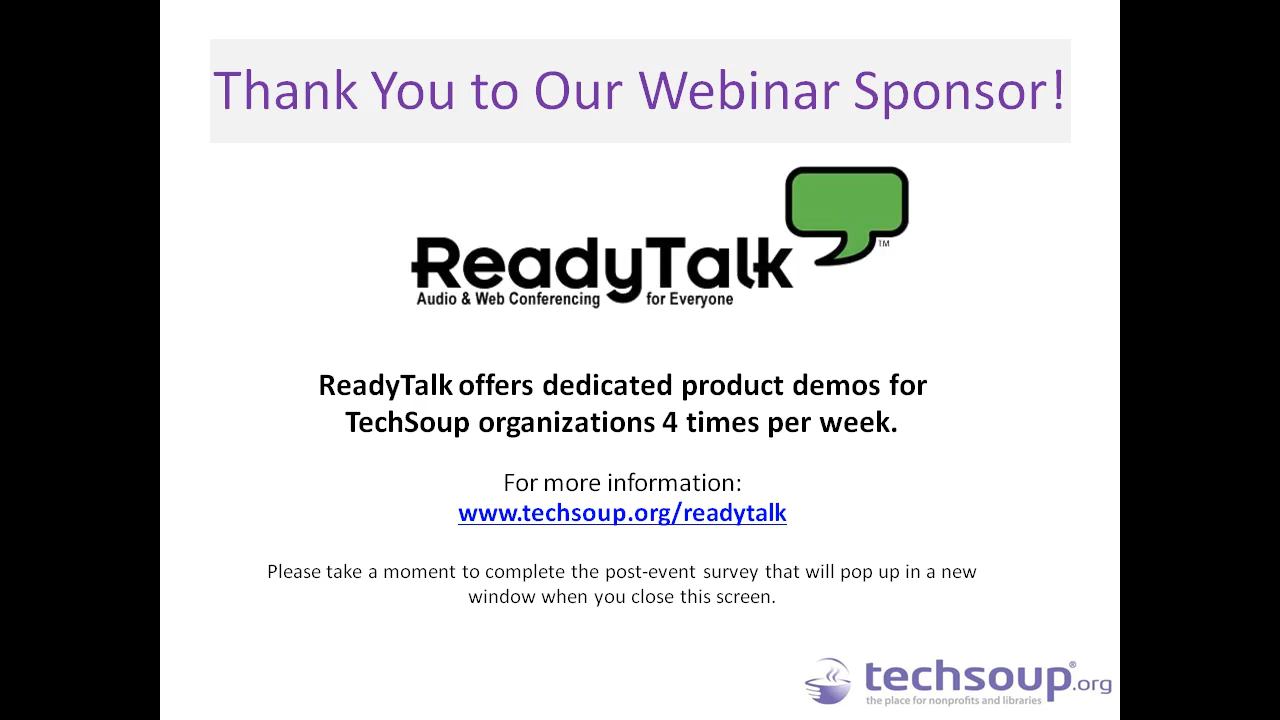 Thank You to Our Webinar Sponsor!
ReadyTalk™
Audio & Web Conferencing for Everyone
ReadyTalk offers dedicated product demos for
TechSoup organizations 4 times per week.
For more information:
www.techsoup.org/readytalk
Please take a moment to complete the post-event survey that will pop up in a new
window when you close this screen.
techsoup®.org
the place for nonprofits and libraries